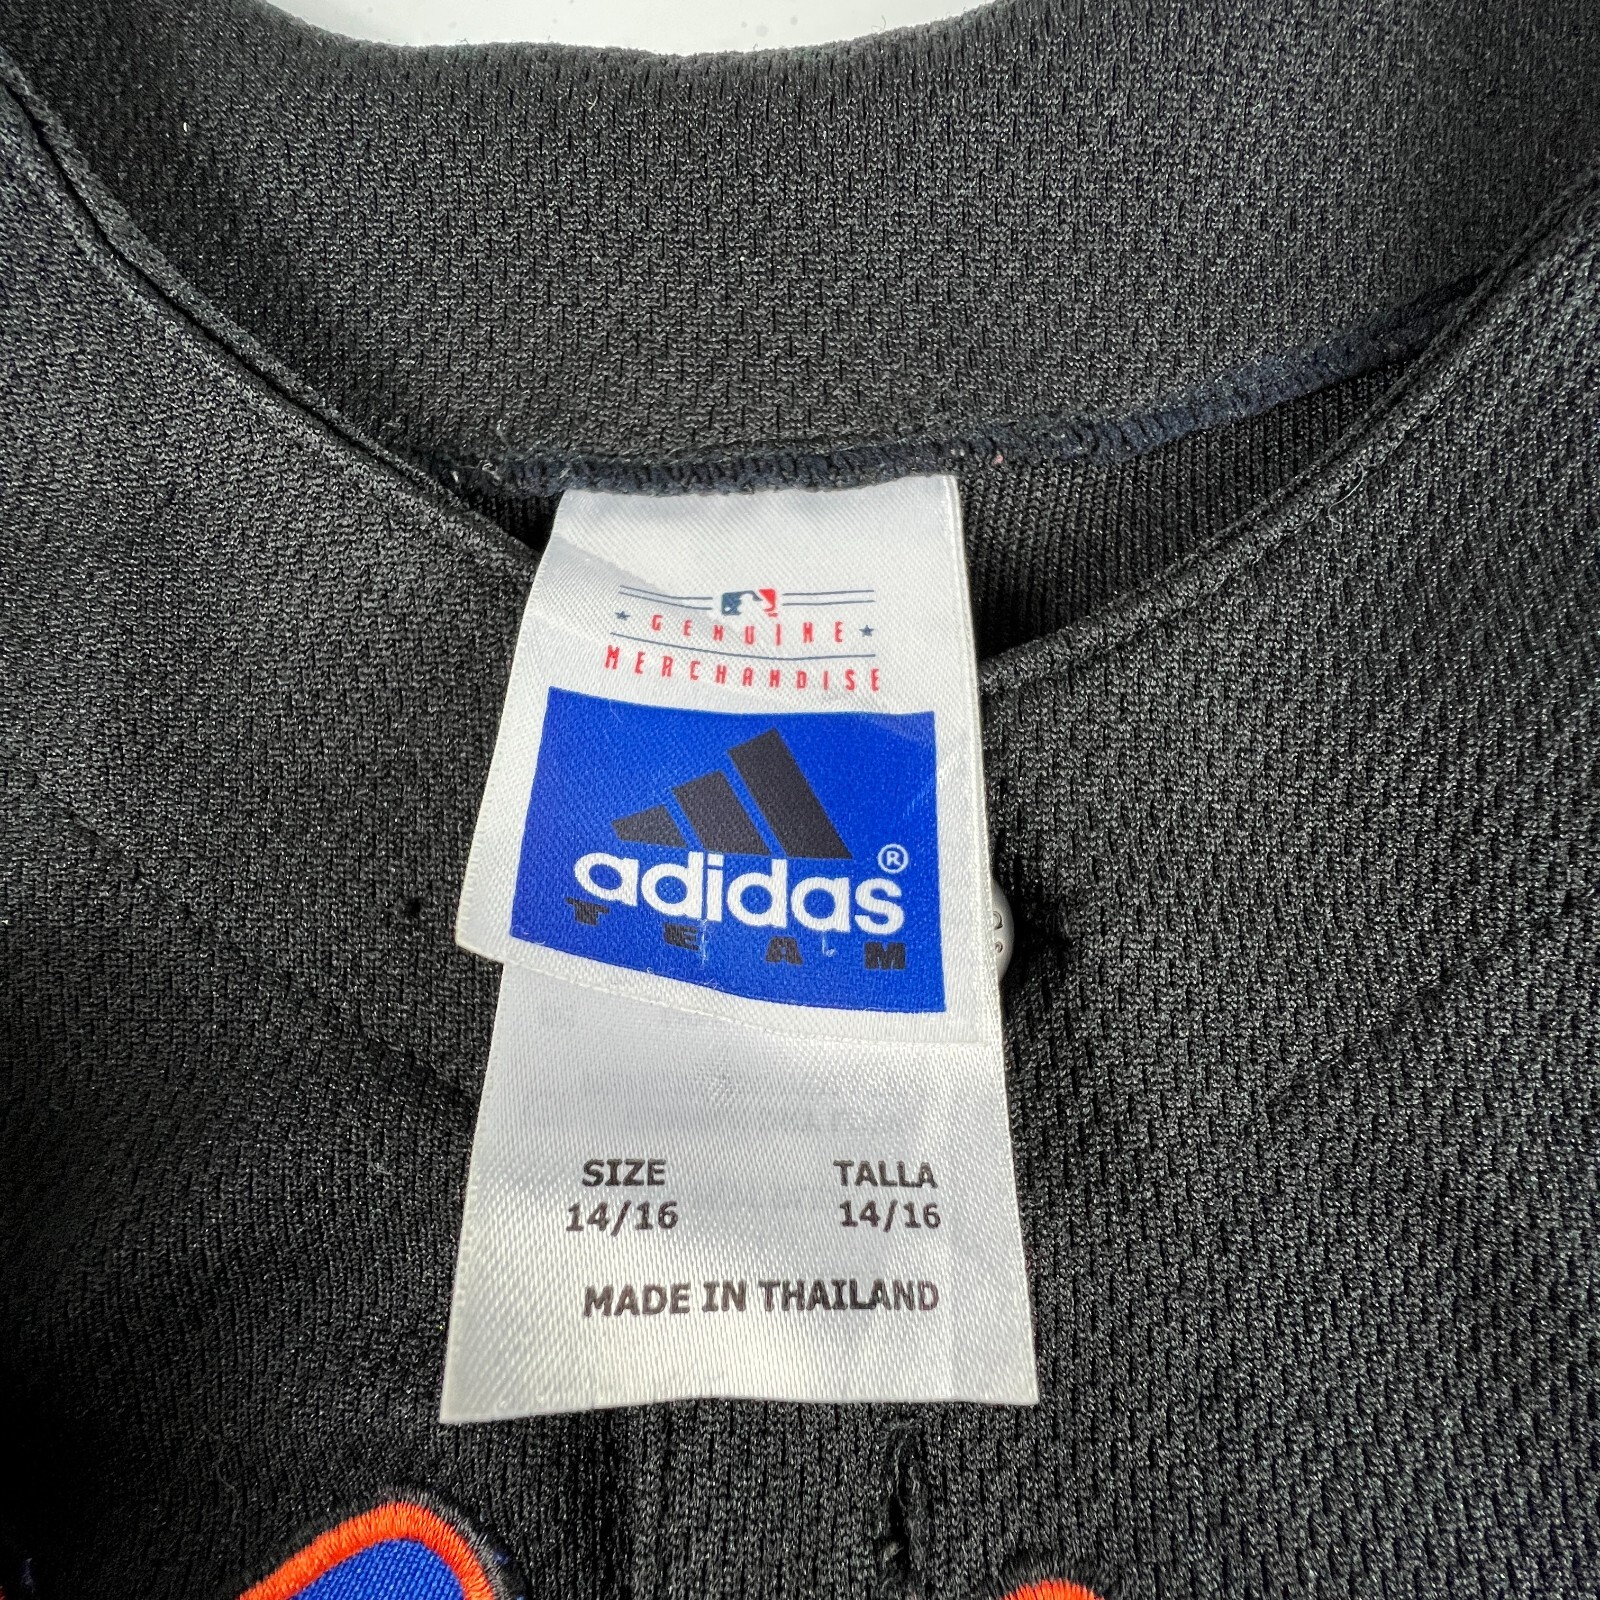 GENUINE
MERCHANDISE
adidas®
TEAM
SIZE TALLA
14/16 14/16
MADE IN THAILAND